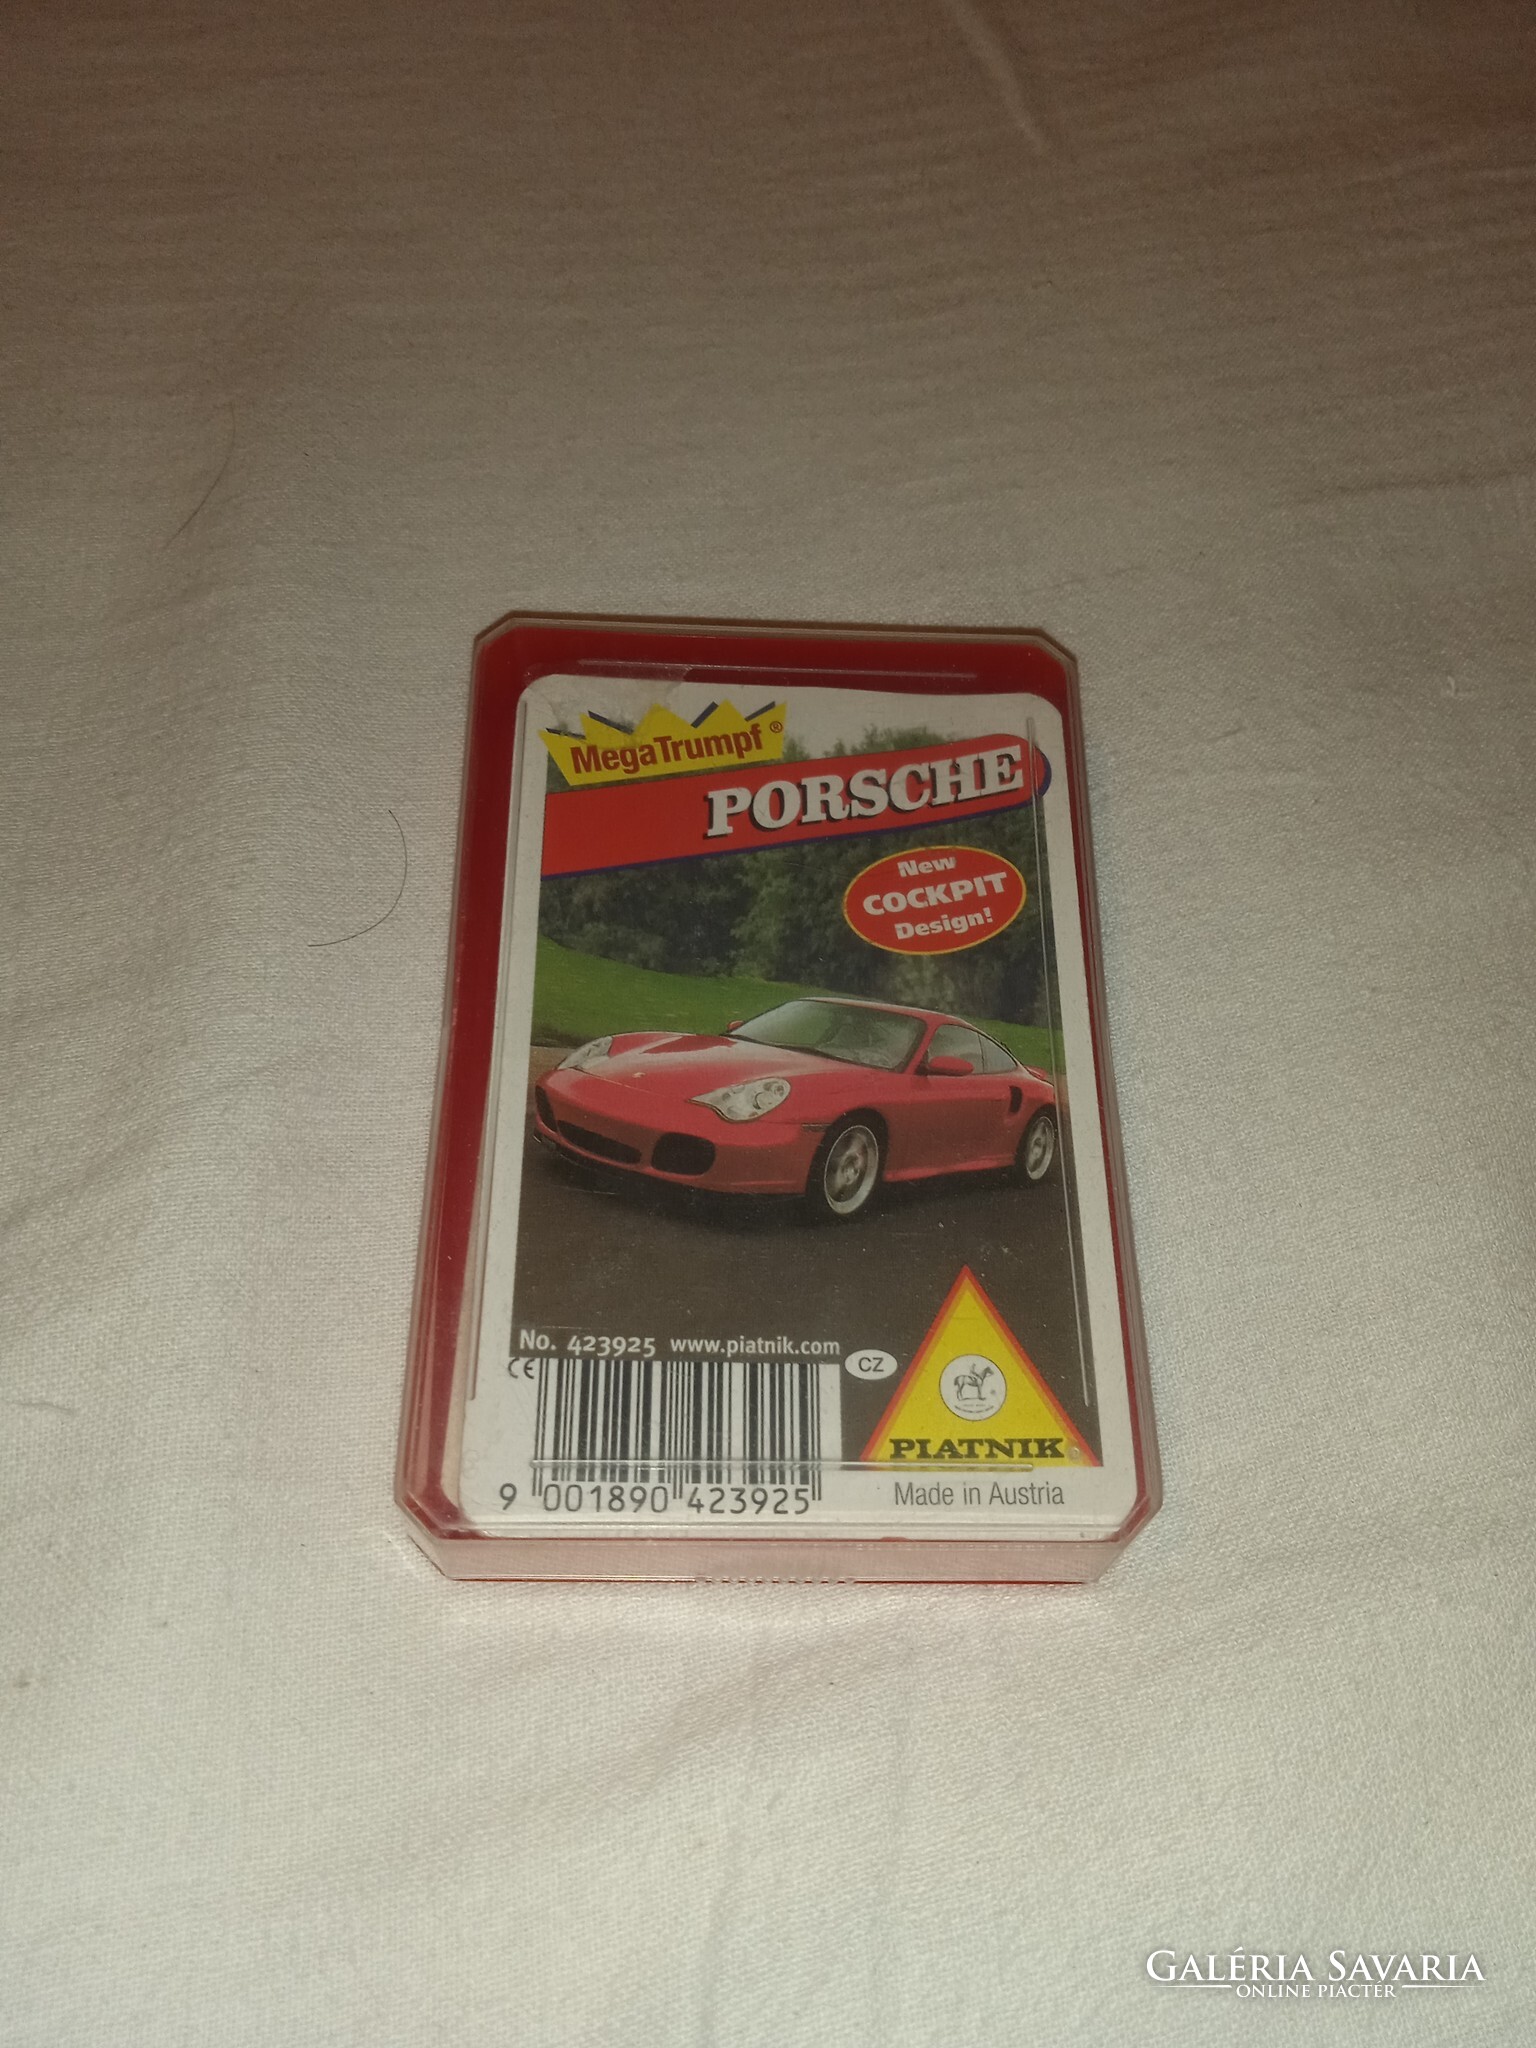 MegaTrumpf®
PORSCHE
New
COCKPIT
Design!
No. 423925 www.piatnik.com
CZ
CE
PIATNIK®
9 001890 423925
Made in Austria
GALÉRIA SAVARIA
ONLINE PIACTÉR